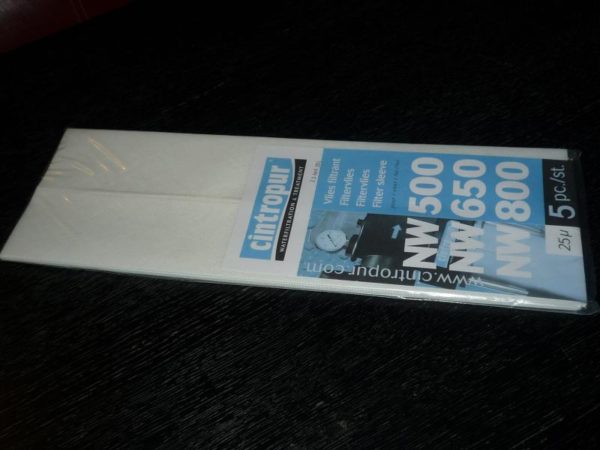 cintropur®
WATERFILTRATION & TREATMENT
Vlies filtrant
Filtervlies
Filtervlies
Filter sleeve
NW 500
NW 650
NW 800
www.cintropur.com
25µ
5 pc./st.